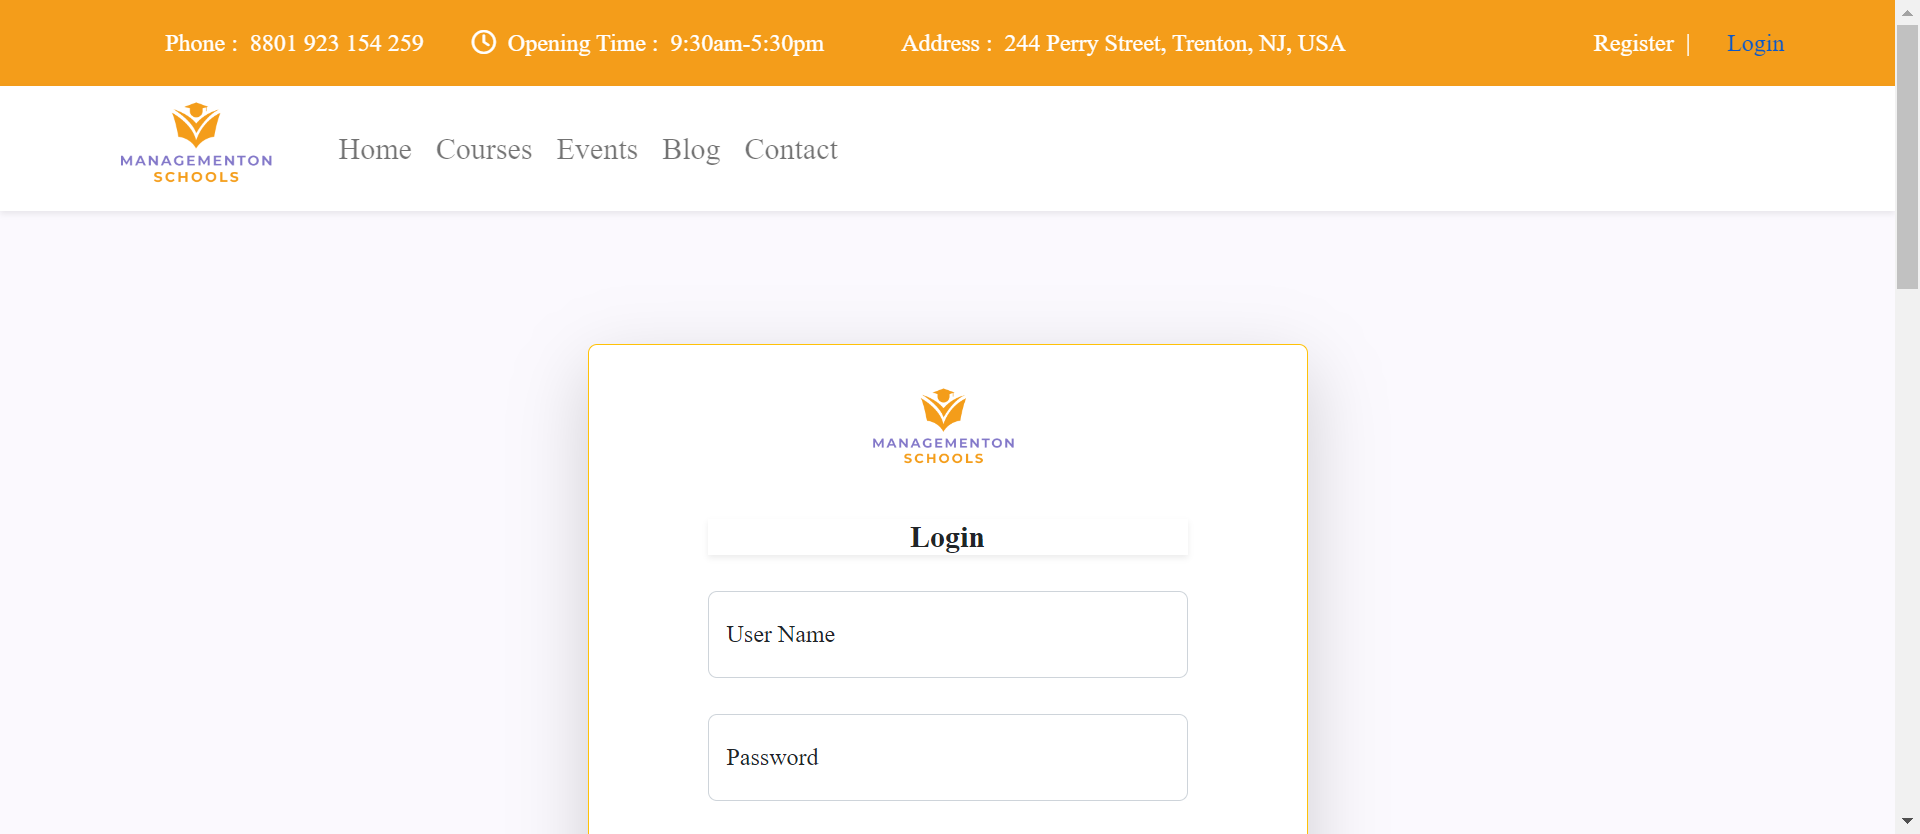 Phone : 8801 923 154 259 Opening Time : 9:30am-5:30pm Address : 244 Perry Street, Trenton, NJ, USA Register | Login
MANAGEMENTON
SCHOOLS
Home Courses Events Blog Contact
MANAGEMENTON
SCHOOLS
Login
User Name
Password